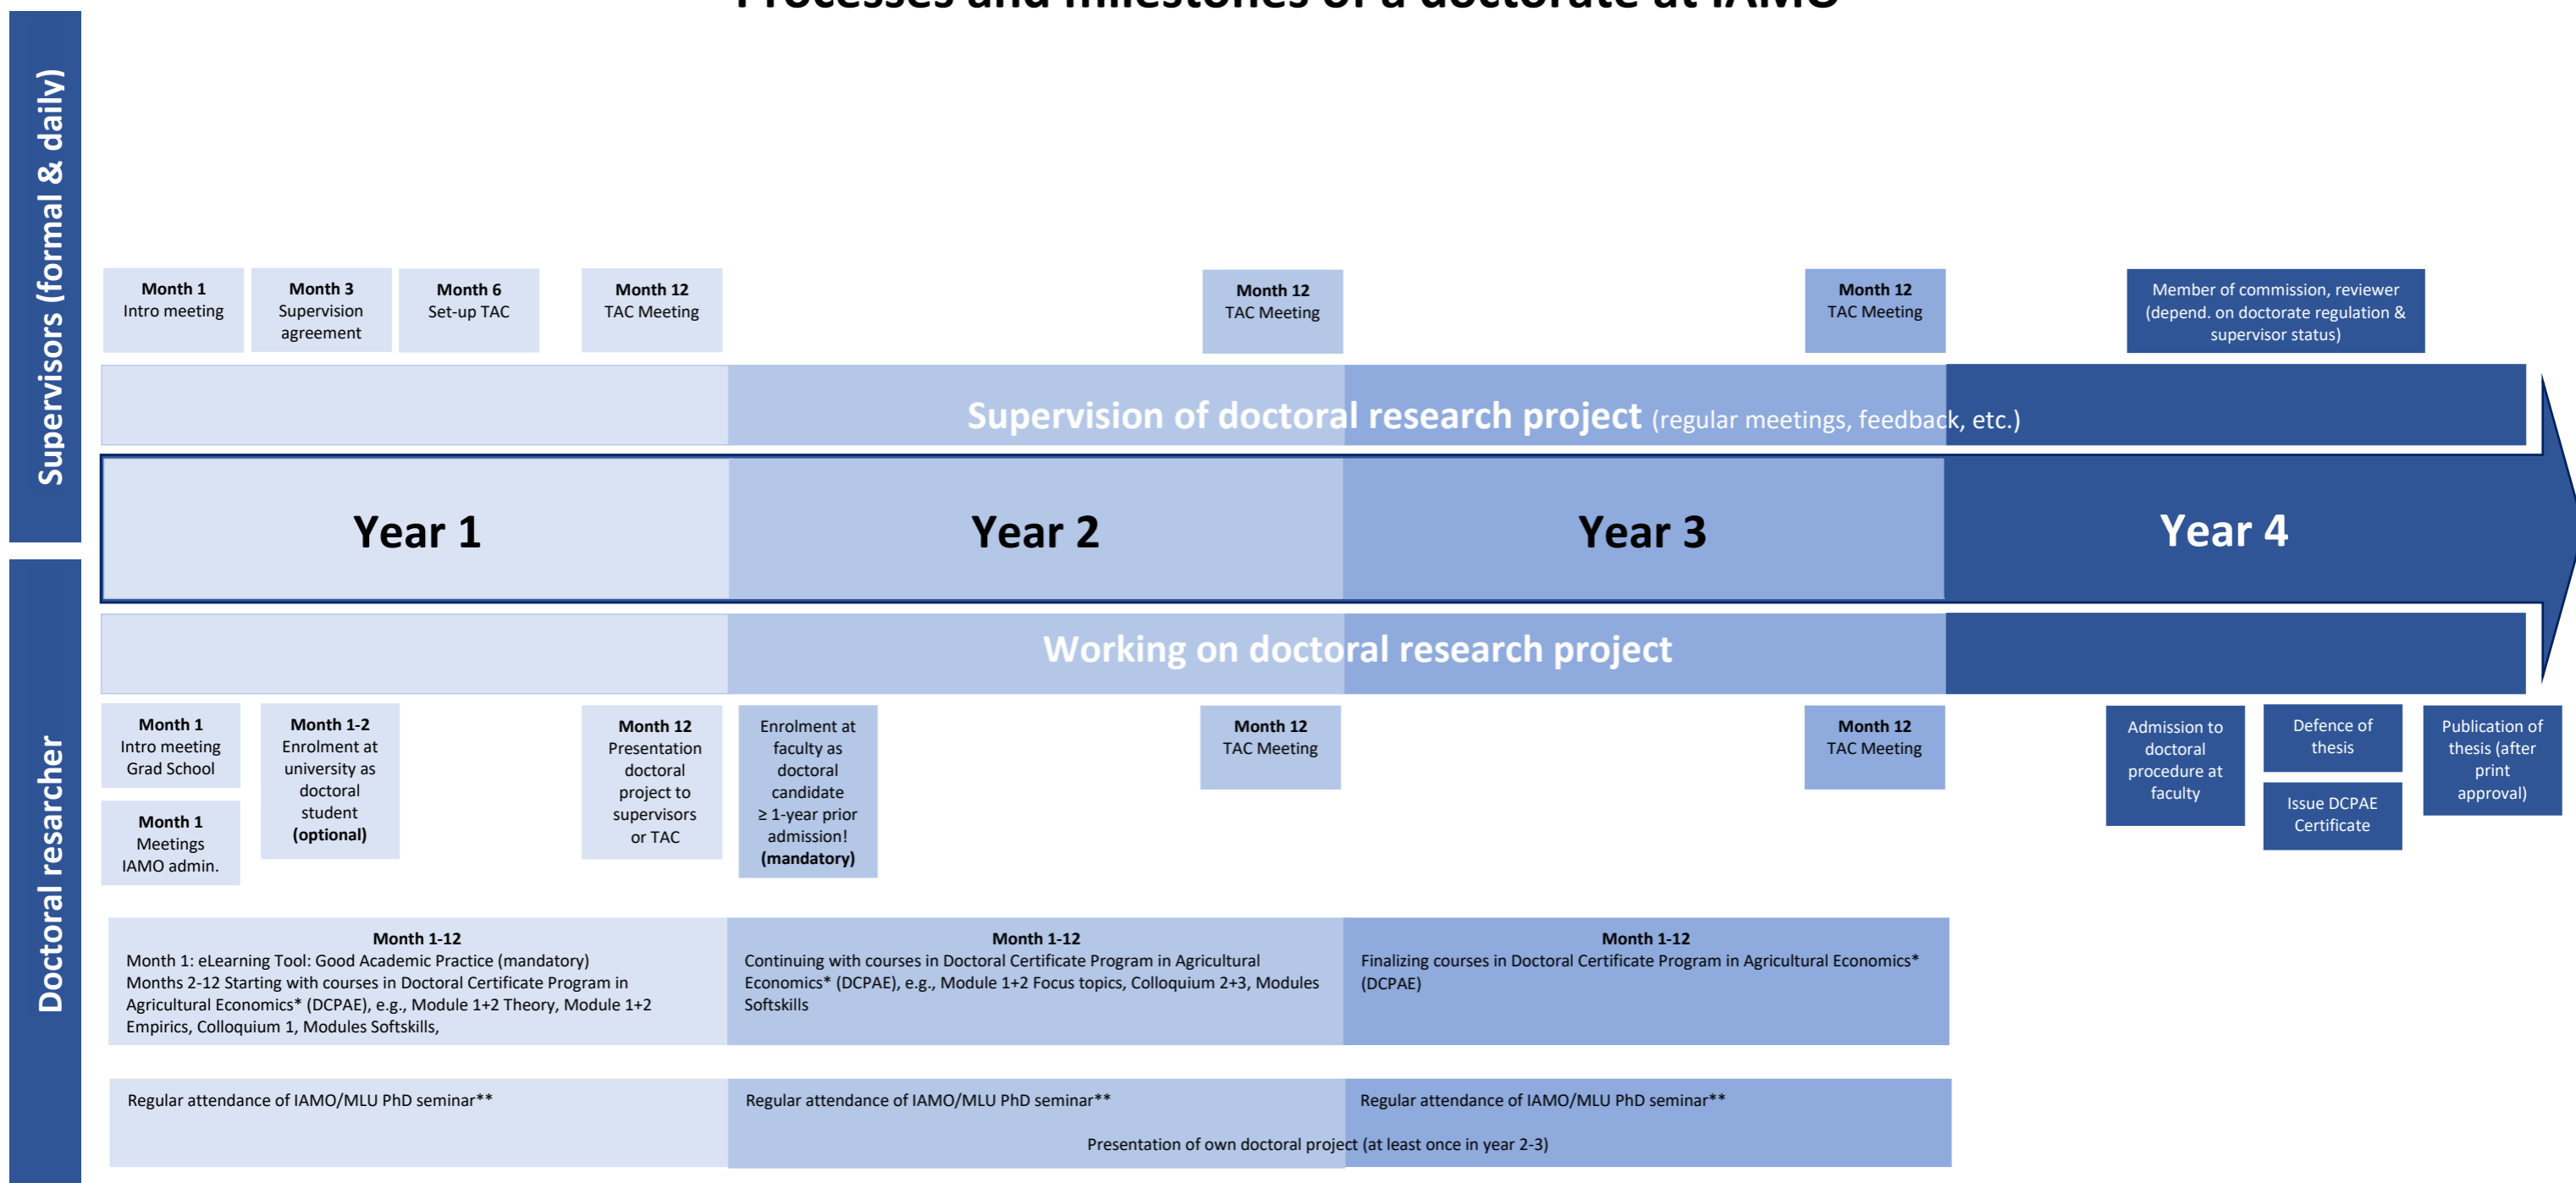 Processes and milestones of a doctorate at IAMO
Supervisors (formal & daily)
Month 1
Intro meeting
Month 3
Supervision
agreement
Month 6
Set-up TAC
Month 12
TAC Meeting
Month 12
TAC Meeting
Month 12
TAC Meeting
Member of commission, reviewer
(depend. on doctorate regulation &
supervisor status)
Supervision of doctoral research project (regular meetings, feedback, etc.)
Year 1
Year 2
Year 3
Year 4
Doctoral resarcher
Working on doctoral research project
Month 1
Intro meeting
Grad School
Month 1
Meetings
IAMO admin.
Month 1-2
Enrolment at
university as
doctoral
student
(optional)
Month 12
Presentation
doctoral
project to
supervisors
or TAC
Enrolment at
faculty as
doctoral
candidate
≥ 1-year prior
admission!
(mandatory)
Month 12
TAC Meeting
Month 12
TAC Meeting
Admission to
doctoral
procedure at
faculty
Defence of
thesis
Issue DCPAE
Certificate
Publication of
thesis (after
print
approval)
Month 1-12
Month 1: eLearning Tool: Good Academic Practice (mandatory)
Months 2-12 Starting with courses in Doctoral Certificate Program in
Agricultural Economics* (DCPAE), e.g., Module 1+2 Theory, Module 1+2
Empirics, Colloquium 1, Modules Softskills,
Month 1-12
Continuing with courses in Doctoral Certificate Program in Agricultural
Economics* (DCPAE), e.g., Module 1+2 Focus topics, Colloquium 2+3, Modules
Softskills
Month 1-12
Finalizing courses in Doctoral Certificate Program in Agricultural Economics*
(DCPAE)
Regular attendance of IAMO/MLU PhD seminar**
Regular attendance of IAMO/MLU PhD seminar**
Regular attendance of IAMO/MLU PhD seminar**
Presentation of own doctoral project (at least once in year 2-3)